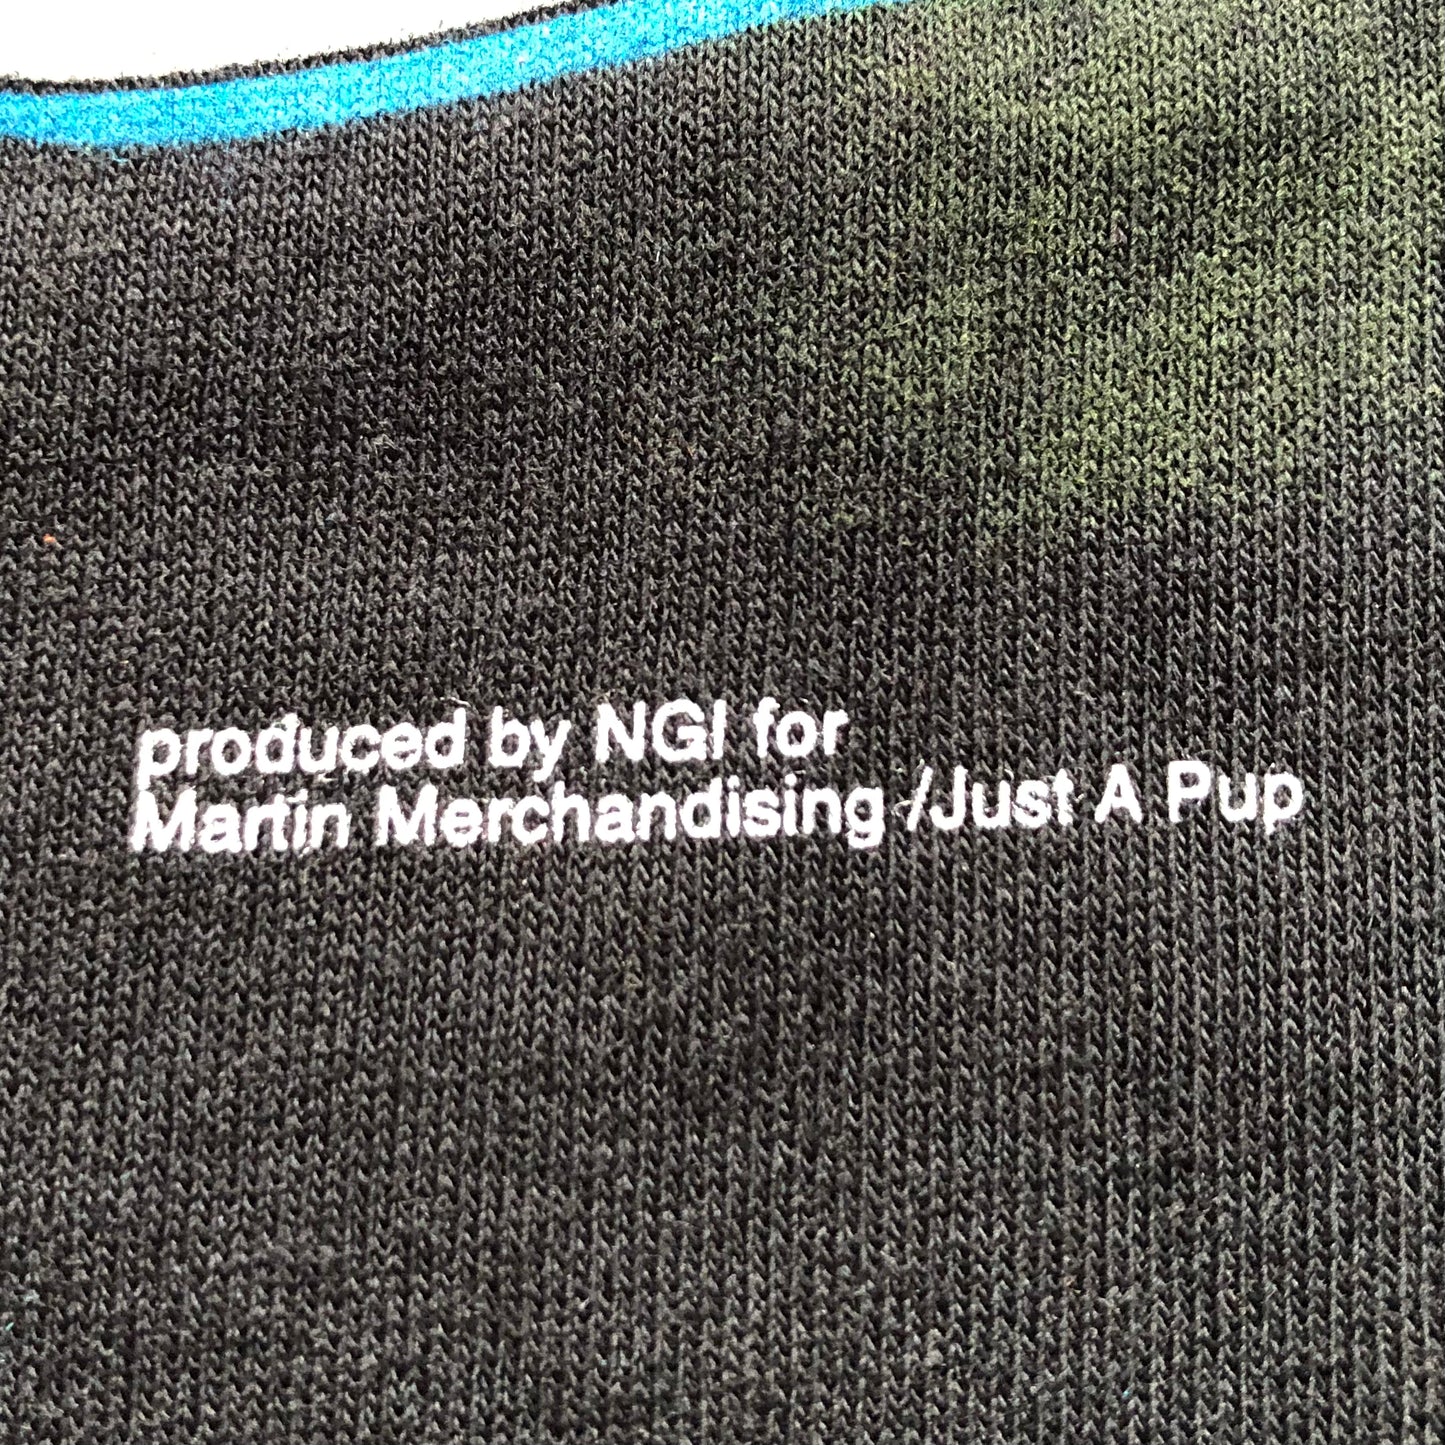 produced by NGI for
Martin Merchandising /Just A Pup